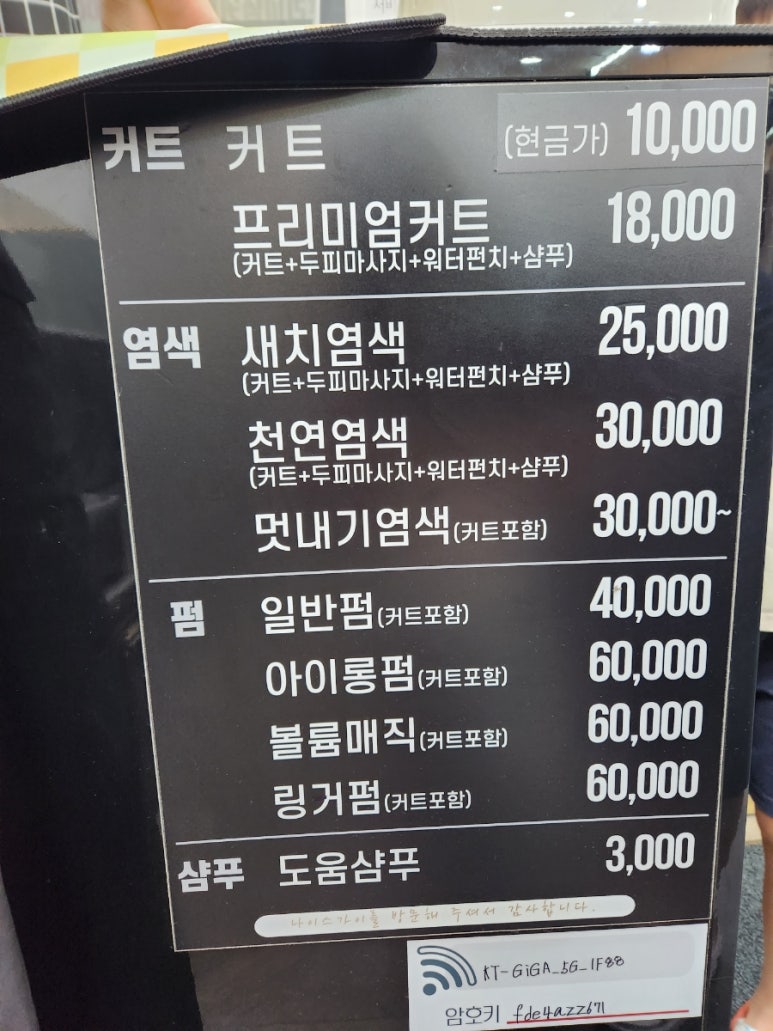 커트 커트 (현금가) 10,000
프리미엄커트 18,000
(커트+두피마사지+워터펀치+샴푸)
염색 새치염색 25,000
(커트+두피마사지+워터펀치+샴푸)
천연염색 30,000
(커트+두피마사지+워터펀치+샴푸)
멋내기염색(커트포함) 30,000~
펌 일반펌(커트포함) 40,000
아이롱펌(커트포함) 60,000
볼륨매직(커트포함) 60,000
링거펌(커트포함) 60,000
샴푸 도움샴푸 3,000
나이스가이를 방문해 주셔서 감사합니다.
KT-GiGA_5G_1F88
암호키 fde4azz671